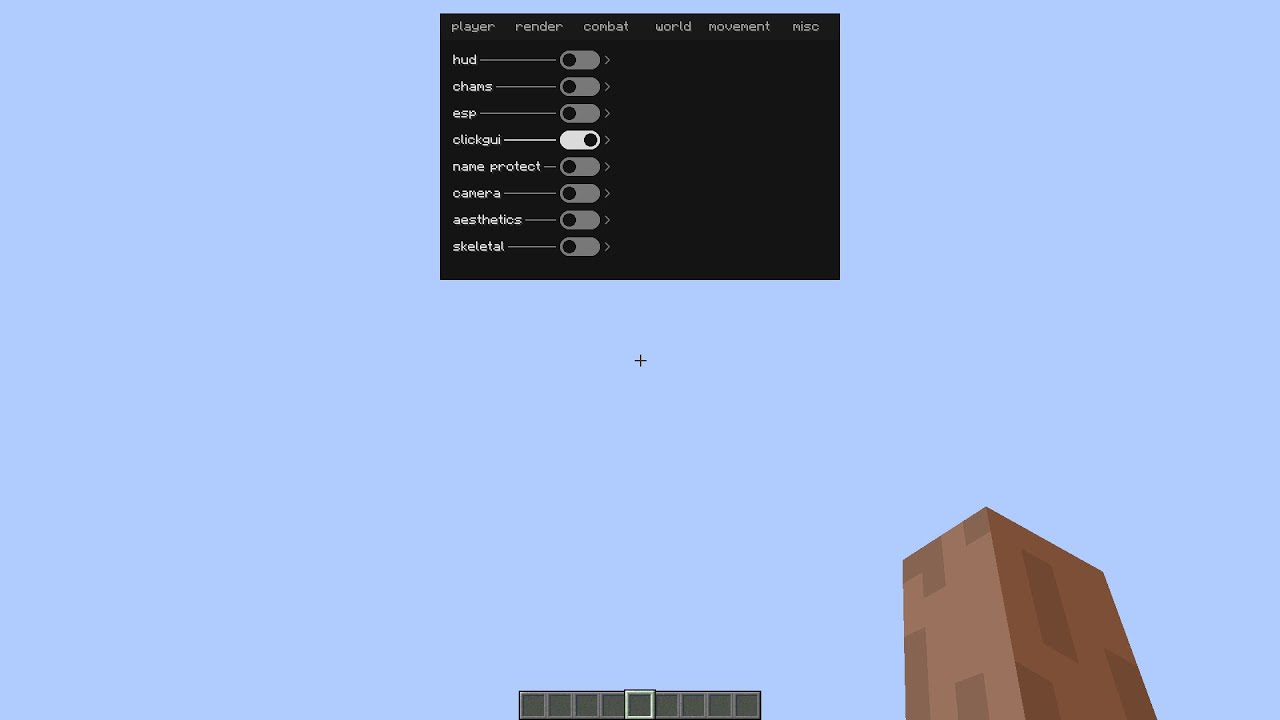 player render combat world movement misc
hud
chams
esp
clickgui
name protect
camera
aesthetics
skeletal